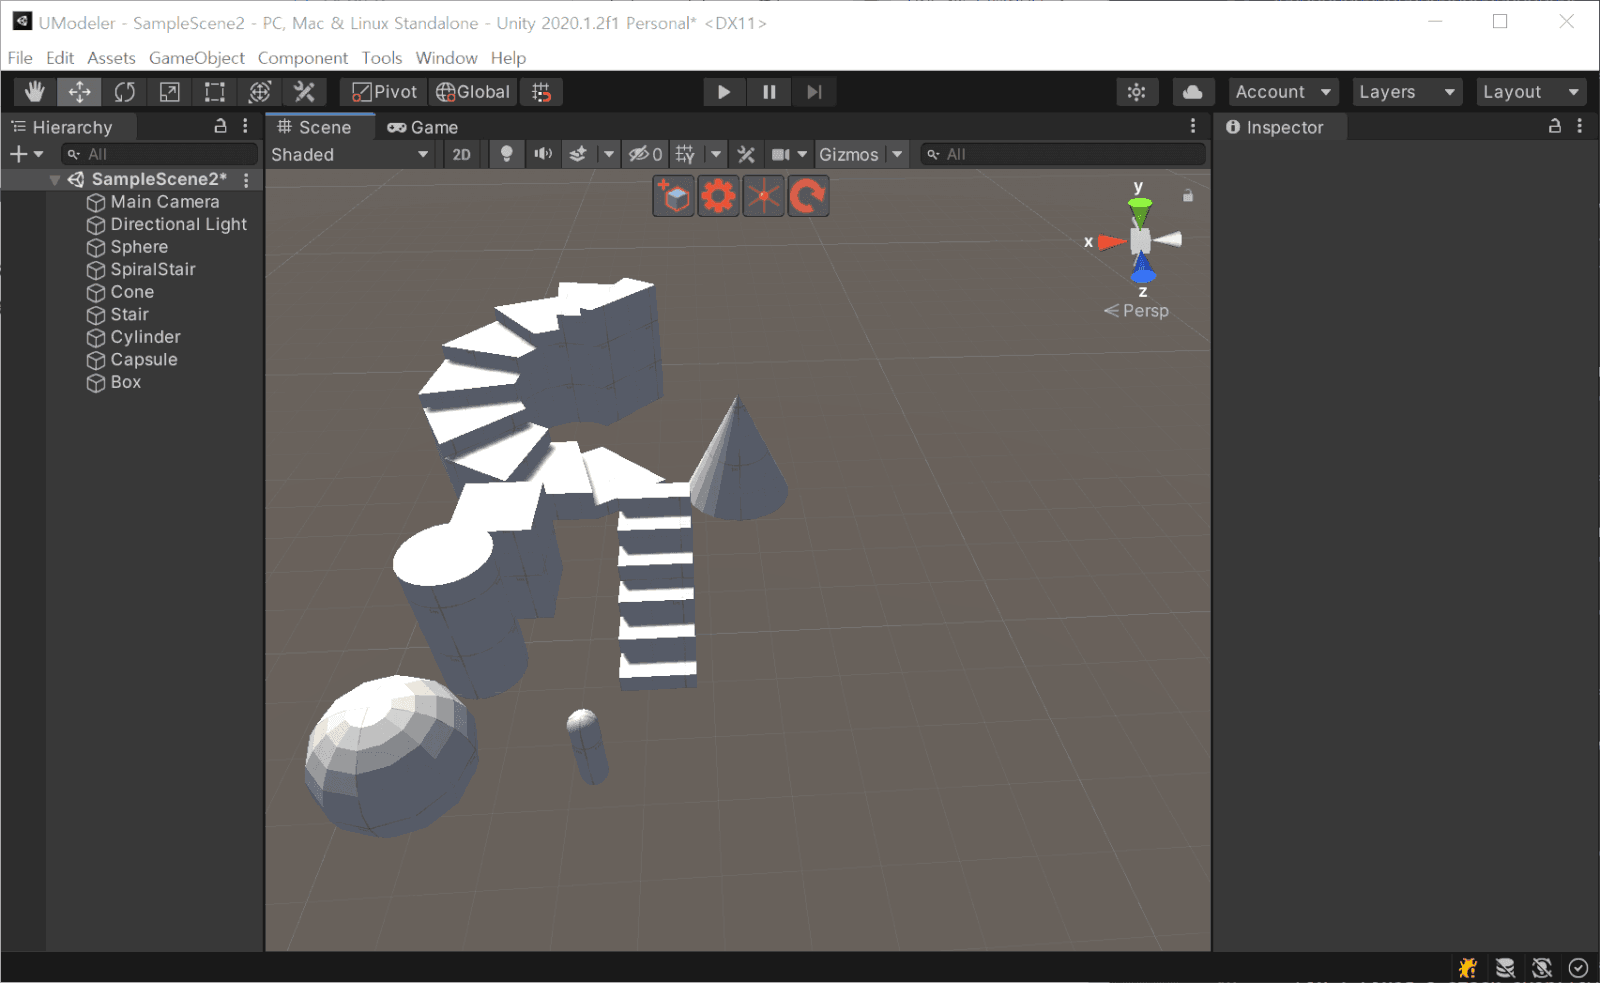 UModeler - SampleScene2 - PC, Mac & Linux Standalone - Unity 2020.1.2f1 Personal* <DX11>
File Edit Assets GameObject Component Tools Window Help
Pivot Global Account Layers Layout
Hierarchy Scene Game Inspector
All Shaded 2D 0 Gizmos All
SampleScene2*
Main Camera
Directional Light
Sphere
SpiralStair
Cone
Stair
Cylinder
Capsule
Box
y
x
z
Persp